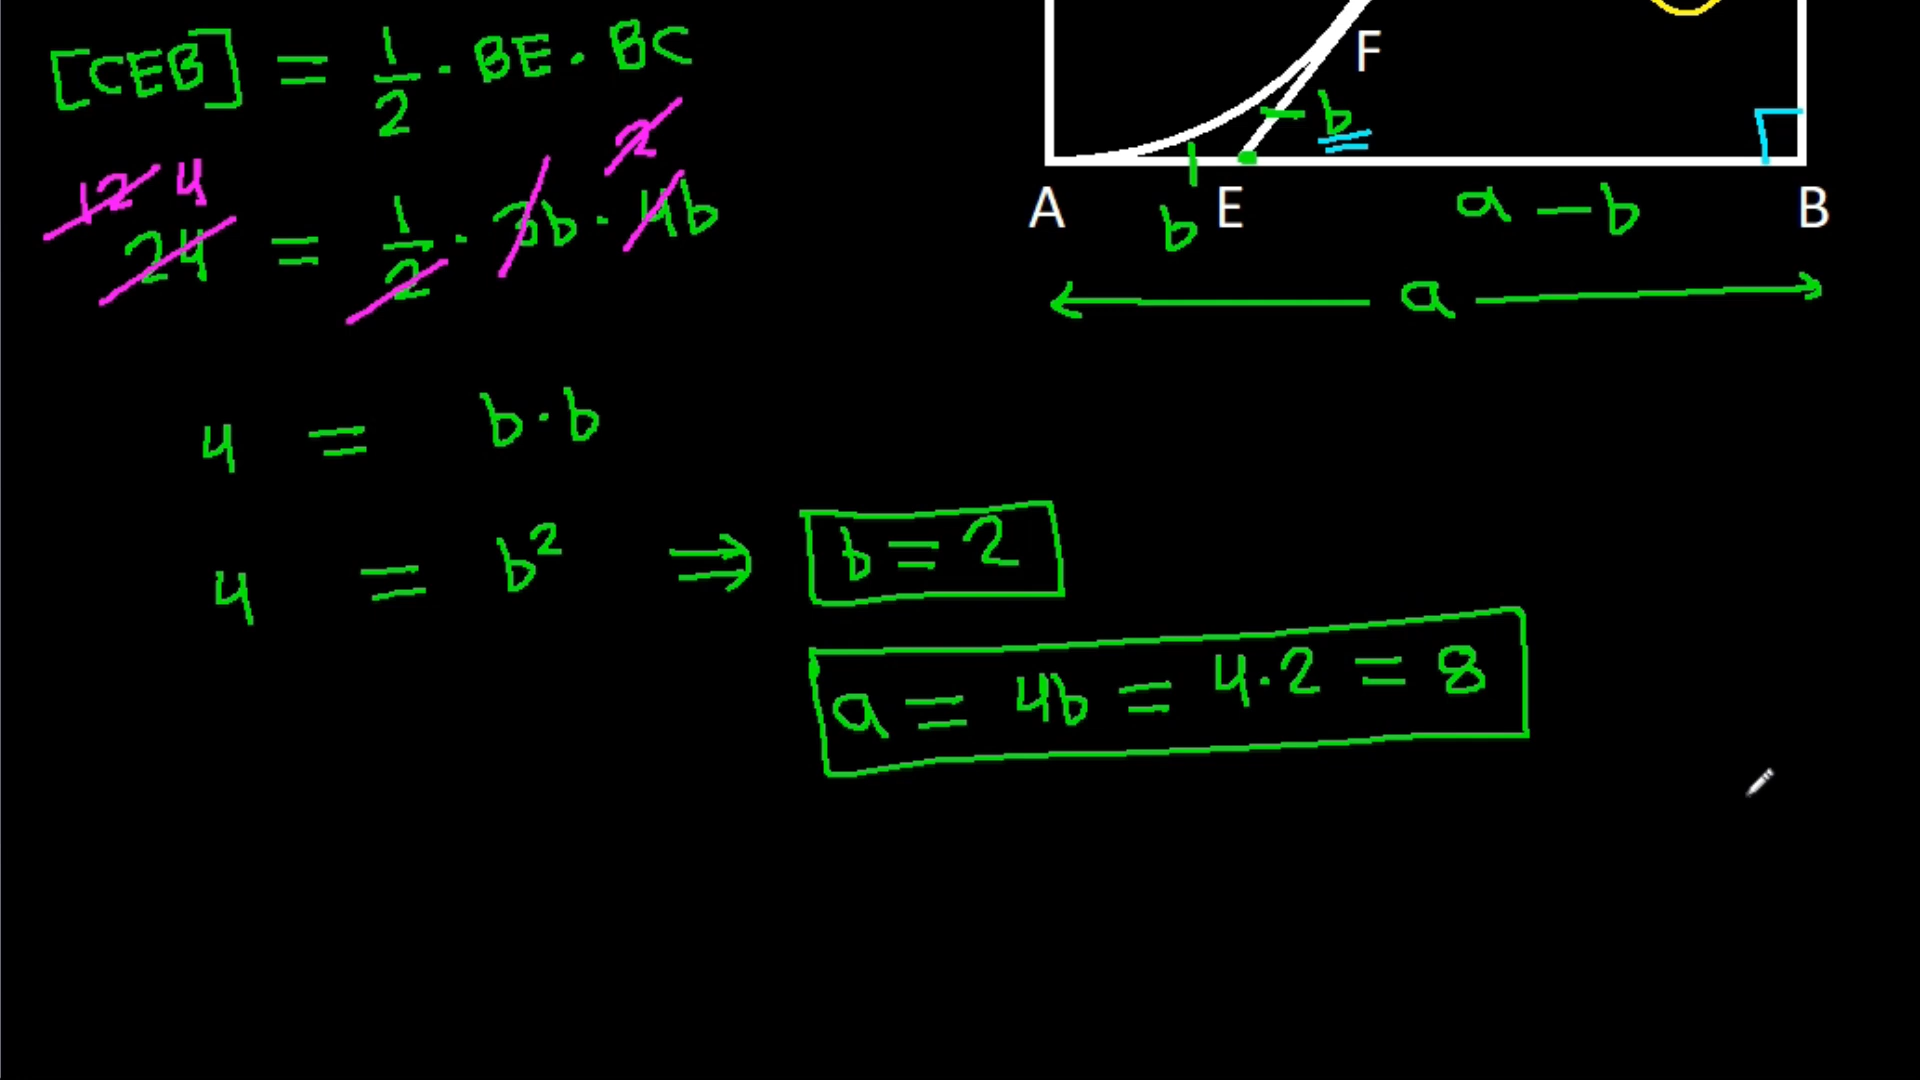 [CEB] = 1/2 · BE · BC
12 4 2
24 = 1/2 · 3b · 4b
4 = b · b
4 = b² ⇒ b = 2
a = 4b = 4 · 2 = 8
F
b
A E B
b a - b
a